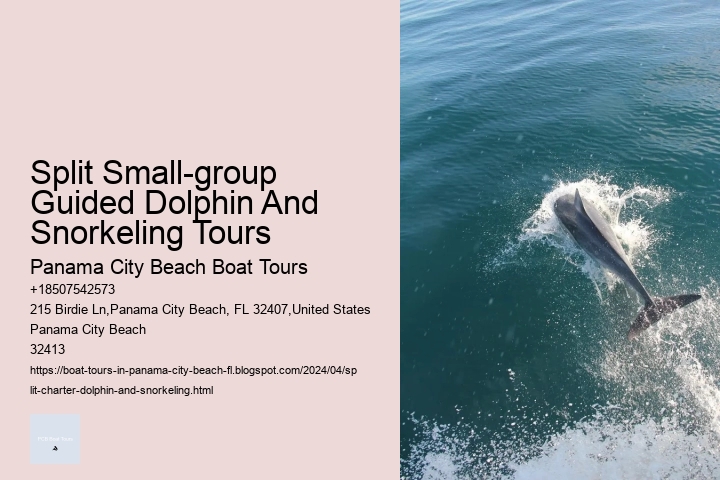 Split Small-group
Guided Dolphin And
Snorkeling Tours
Panama City Beach Boat Tours
+18507542573
215 Birdie Ln,Panama City Beach, FL 32407,United States
Panama City Beach
32413
https://boat-tours-in-panama-city-beach-fl.blogspot.com/2024/04/sp
lit-charter-dolphin-and-snorkeling.html